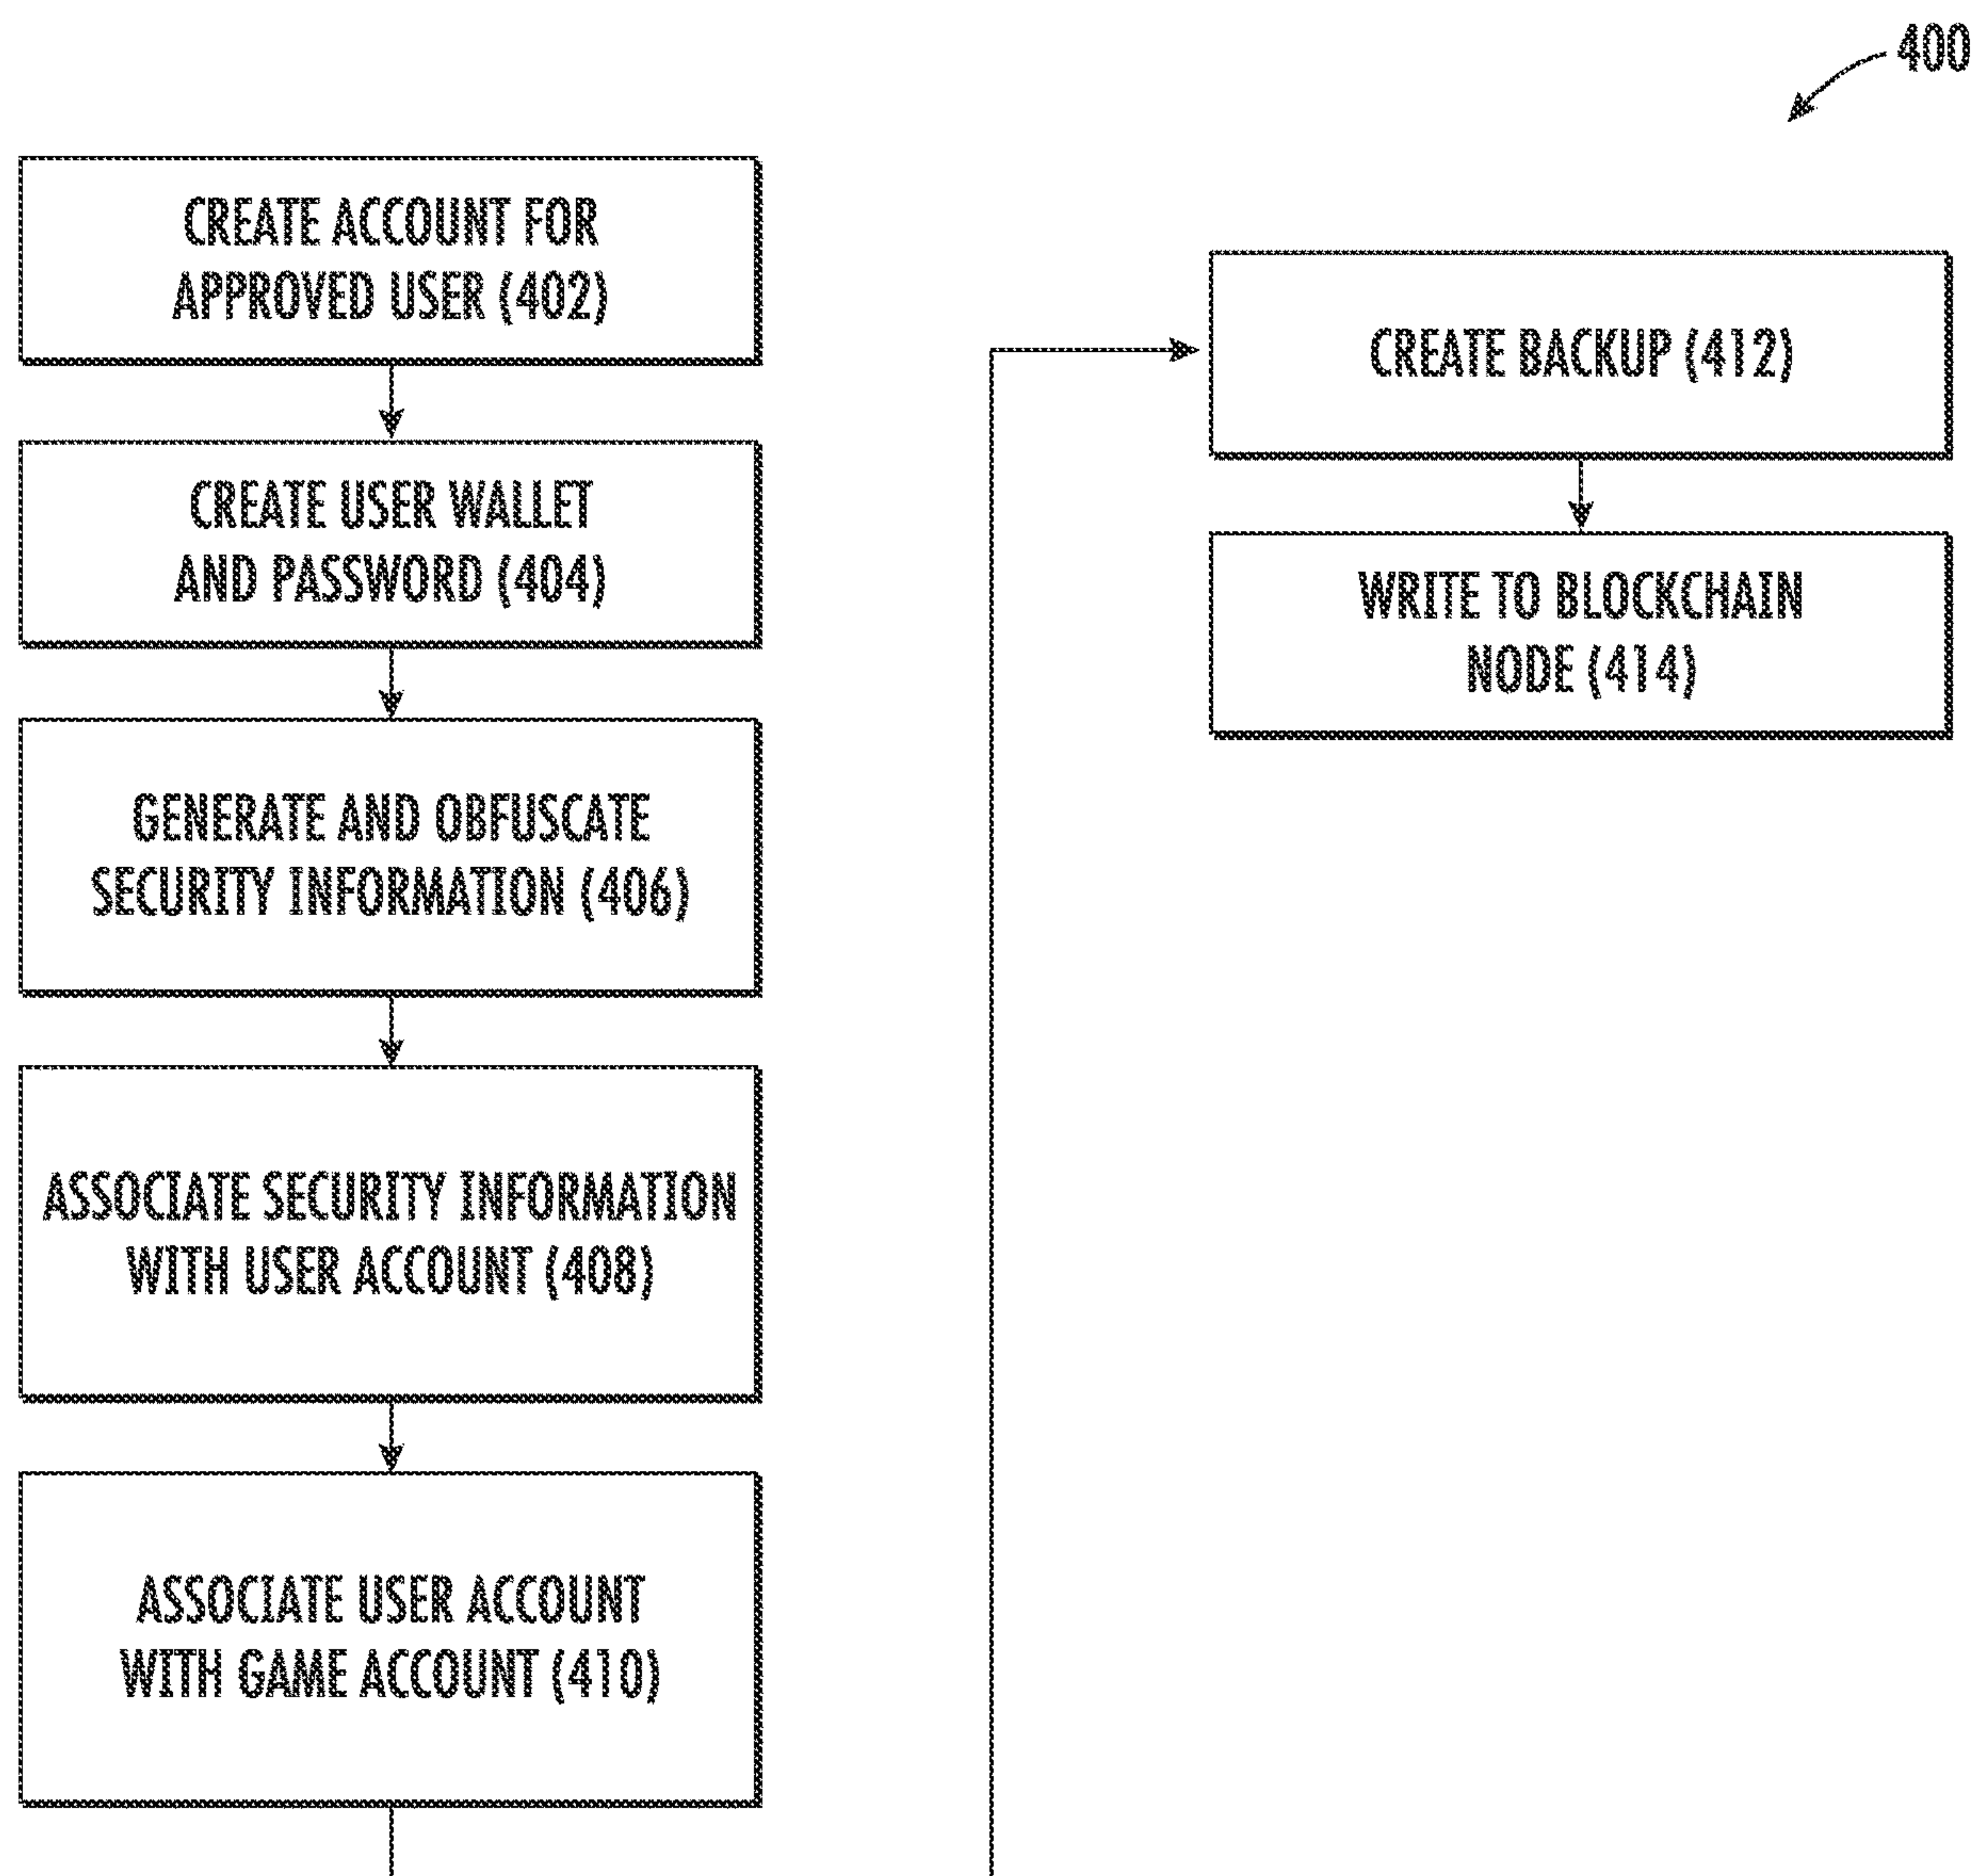 400
CREATE ACCOUNT FOR
APPROVED USER (402)
CREATE USER WALLET
AND PASSWORD (404)
GENERATE AND OBFUSCATE
SECURITY INFORMATION (406)
ASSOCIATE SECURITY INFORMATION
WITH USER ACCOUNT (408)
ASSOCIATE USER ACCOUNT
WITH GAME ACCOUNT (410)
CREATE BACKUP (412)
WRITE TO BLOCKCHAIN
NODE (414)